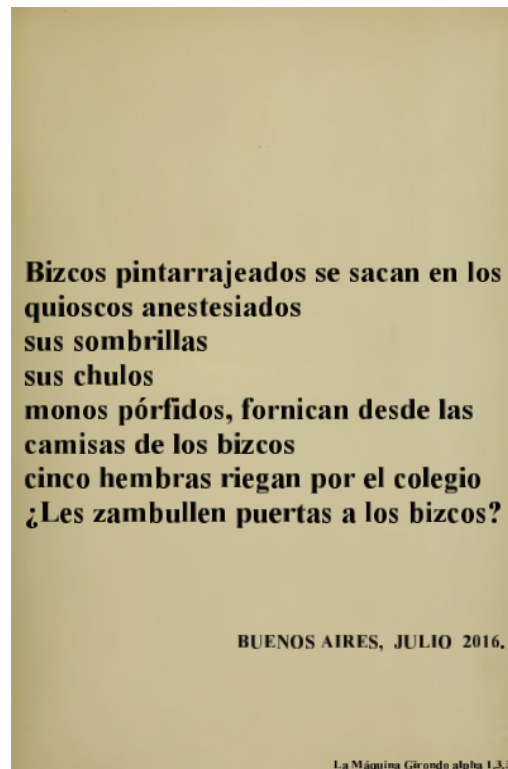 Bizcos pintarrajeados se sacan en los
quioscos anestesiados
sus sombrillas
sus chulos
monos pórfidos, fornican desde las
camisas de los bizcos
cinco hembras riegan por el colegio
¿Les zambullen puertas a los bizcos?
BUENOS AIRES, JULIO 2016.
La Máquina Girondo alpha 1.3.